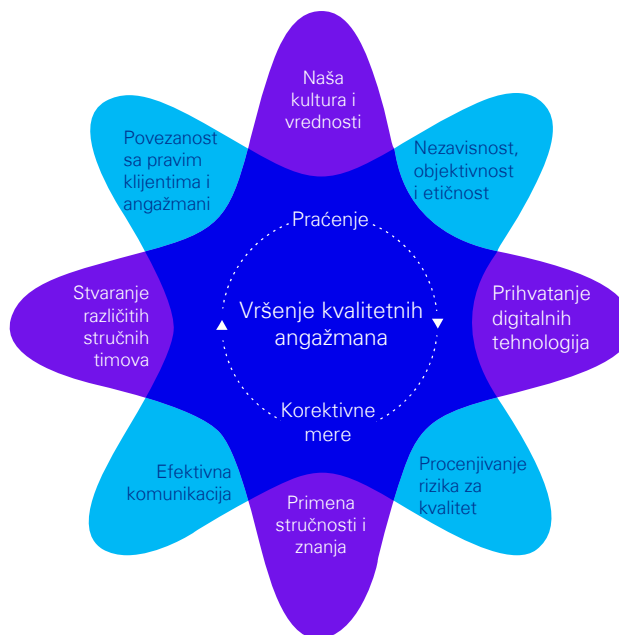 Naša
kultura i
vrednosti
Povezanost
sa pravim
klijentima i
angažmani
Nezavisnost,
objektivnost
i etičnost
Praćenje
Stvaranje
različitih
stručnih
timova
Vršenje kvalitetnih
angažmana
Prihvatanje
digitalnih
tehnologija
Korektivne
mere
Efektivna
komunikacija
Procenjivanje
rizika za
kvalitet
Primena
stručnosti i
znanja